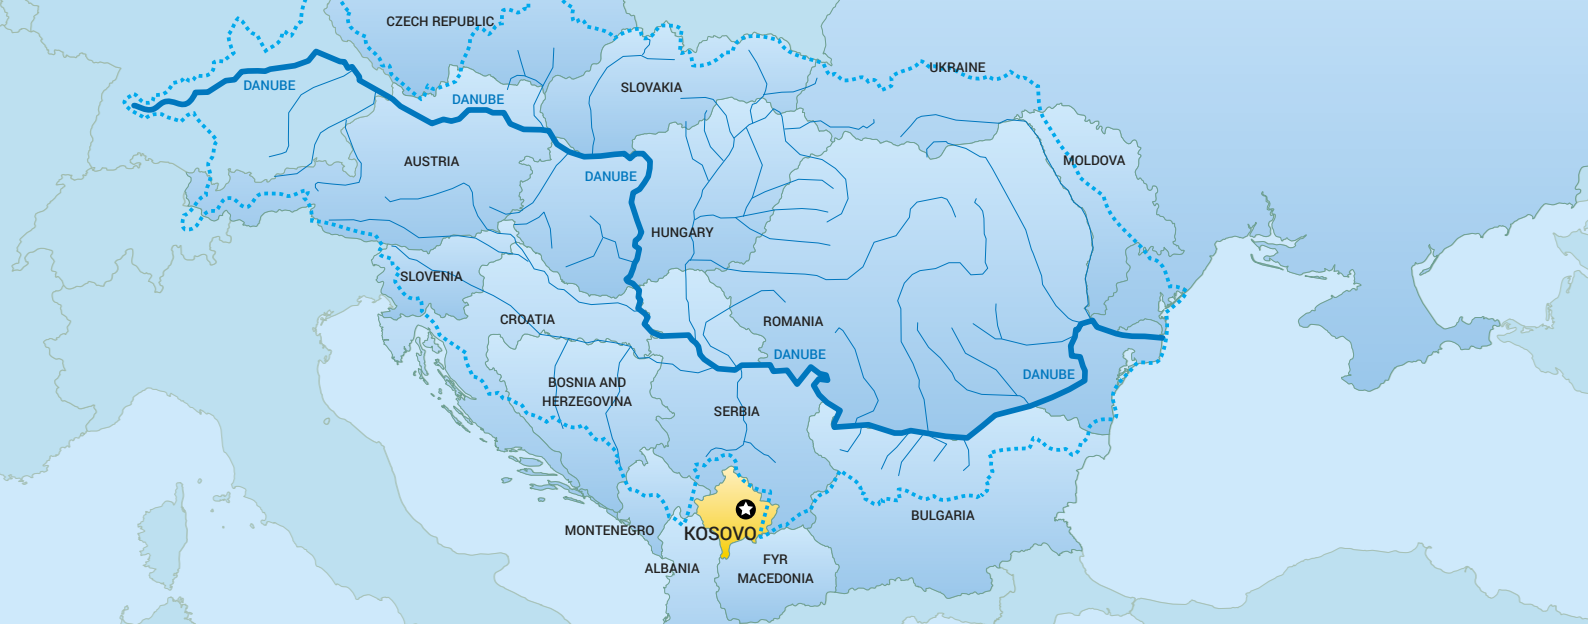 CZECH REPUBLIC
UKRAINE
DANUBE
SLOVAKIA
DANUBE
AUSTRIA
MOLDOVA
DANUBE
HUNGARY
SLOVENIA
CROATIA
ROMANIA
DANUBE
DANUBE
BOSNIA AND
HERZEGOVINA
SERBIA
BULGARIA
MONTENEGRO
KOSOVO
ALBANIA
FYR
MACEDONIA